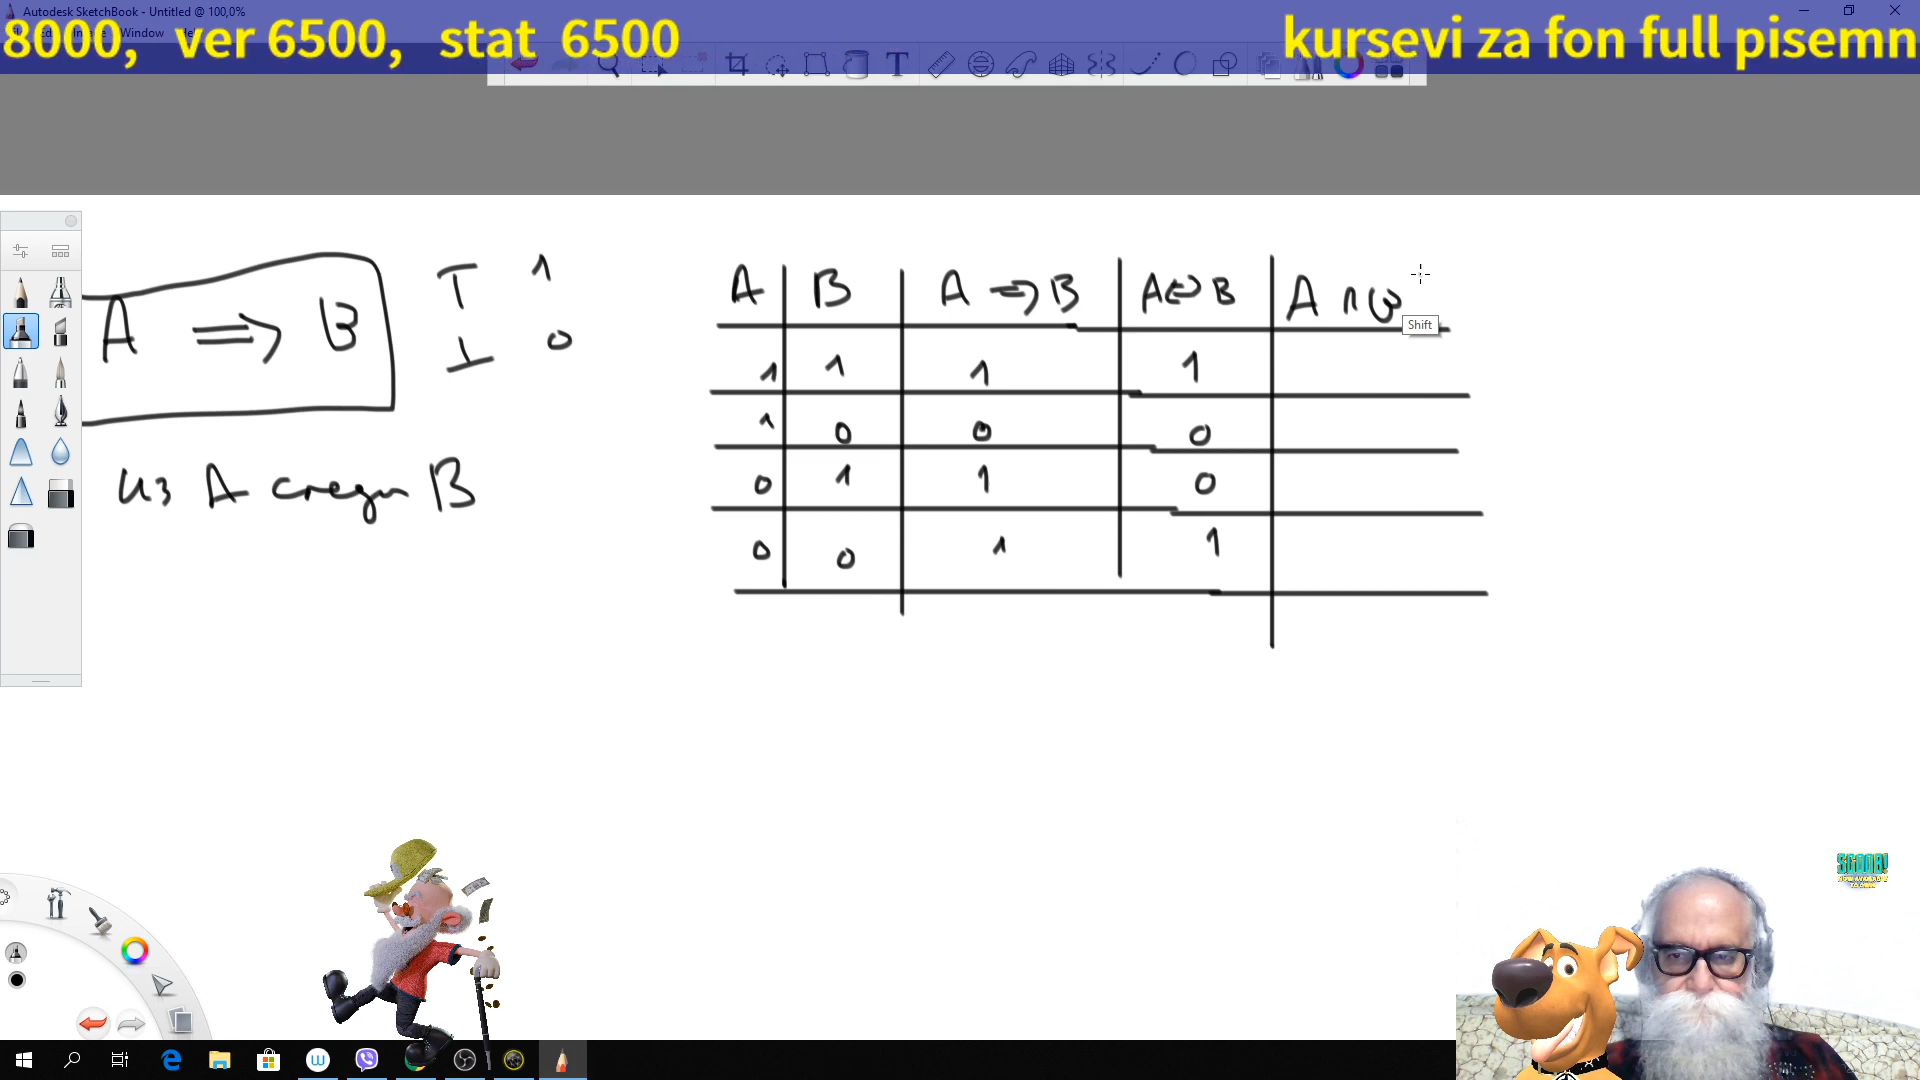 Autodesk SketchBook - Untitled @ 100,0%
Window
8000, ver 6500, stat 6500
kursevi za fon full pisemn
A ⇒ B
T 1
⊥ 0
из A следи B
A B A ⇒ B A ⇔ B A ∧ B
Shift
1 1 1 1
1 0 0 0
0 1 1 0
0 0 1 1
SCOOB!